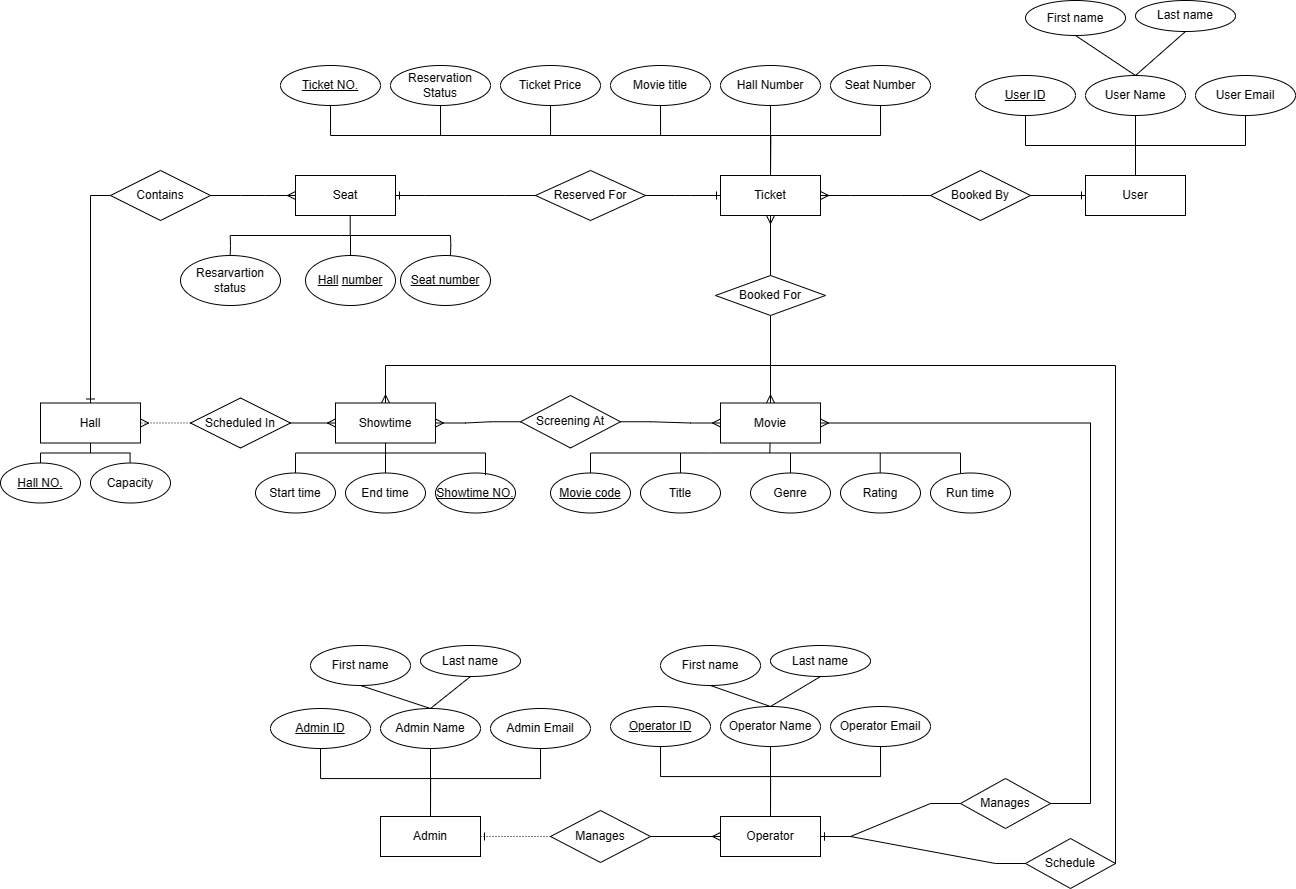 First name
Last name
Ticket NO.
Reservation
Status
Ticket Price
Movie title
Hall Number
Seat Number
User ID
User Name
User Email
Contains
Seat
Reserved For
Ticket
Booked By
User
Resarvartion
status
Hall number
Seat number
Booked For
Hall
Scheduled In
Showtime
Screening At
Movie
Hall NO.
Capacity
Start time
End time
Showtime NO.
Movie code
Title
Genre
Rating
Run time
First name
Last name
First name
Last name
Admin ID
Admin Name
Admin Email
Operator ID
Operator Name
Operator Email
Manages
Admin
Manages
Operator
Schedule